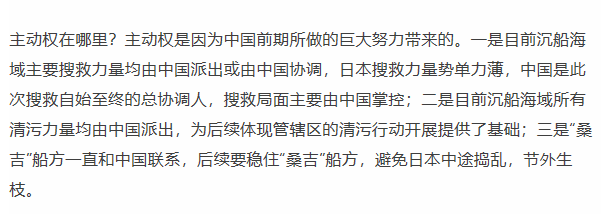 主动权在哪里？主动权是因为中国前期所做的巨大努力带来的。一是目前沉船海
域主要搜救力量均由中国派出或由中国协调，日本搜救力量势单力薄，中国是此
次搜救自始至终的总协调人，搜救局面主要由中国掌控；二是目前沉船海域所有
清污力量均由中国派出，为后续体现管辖区的清污行动开展提供了基础；三是“桑
吉”船方一直和中国联系，后续要稳住“桑吉”船方，避免日本中途捣乱，节外生
枝。